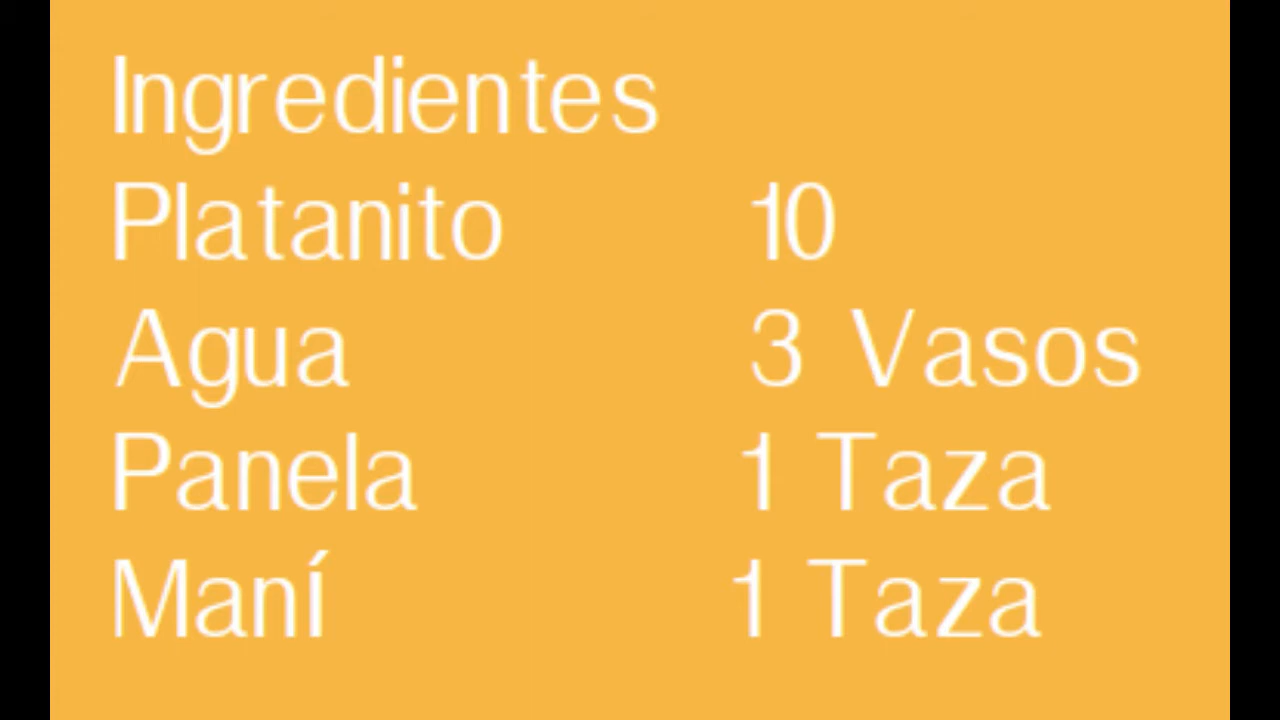 Ingredientes
Platanito 10
Agua 3 Vasos
Panela 1 Taza
Maní 1 Taza